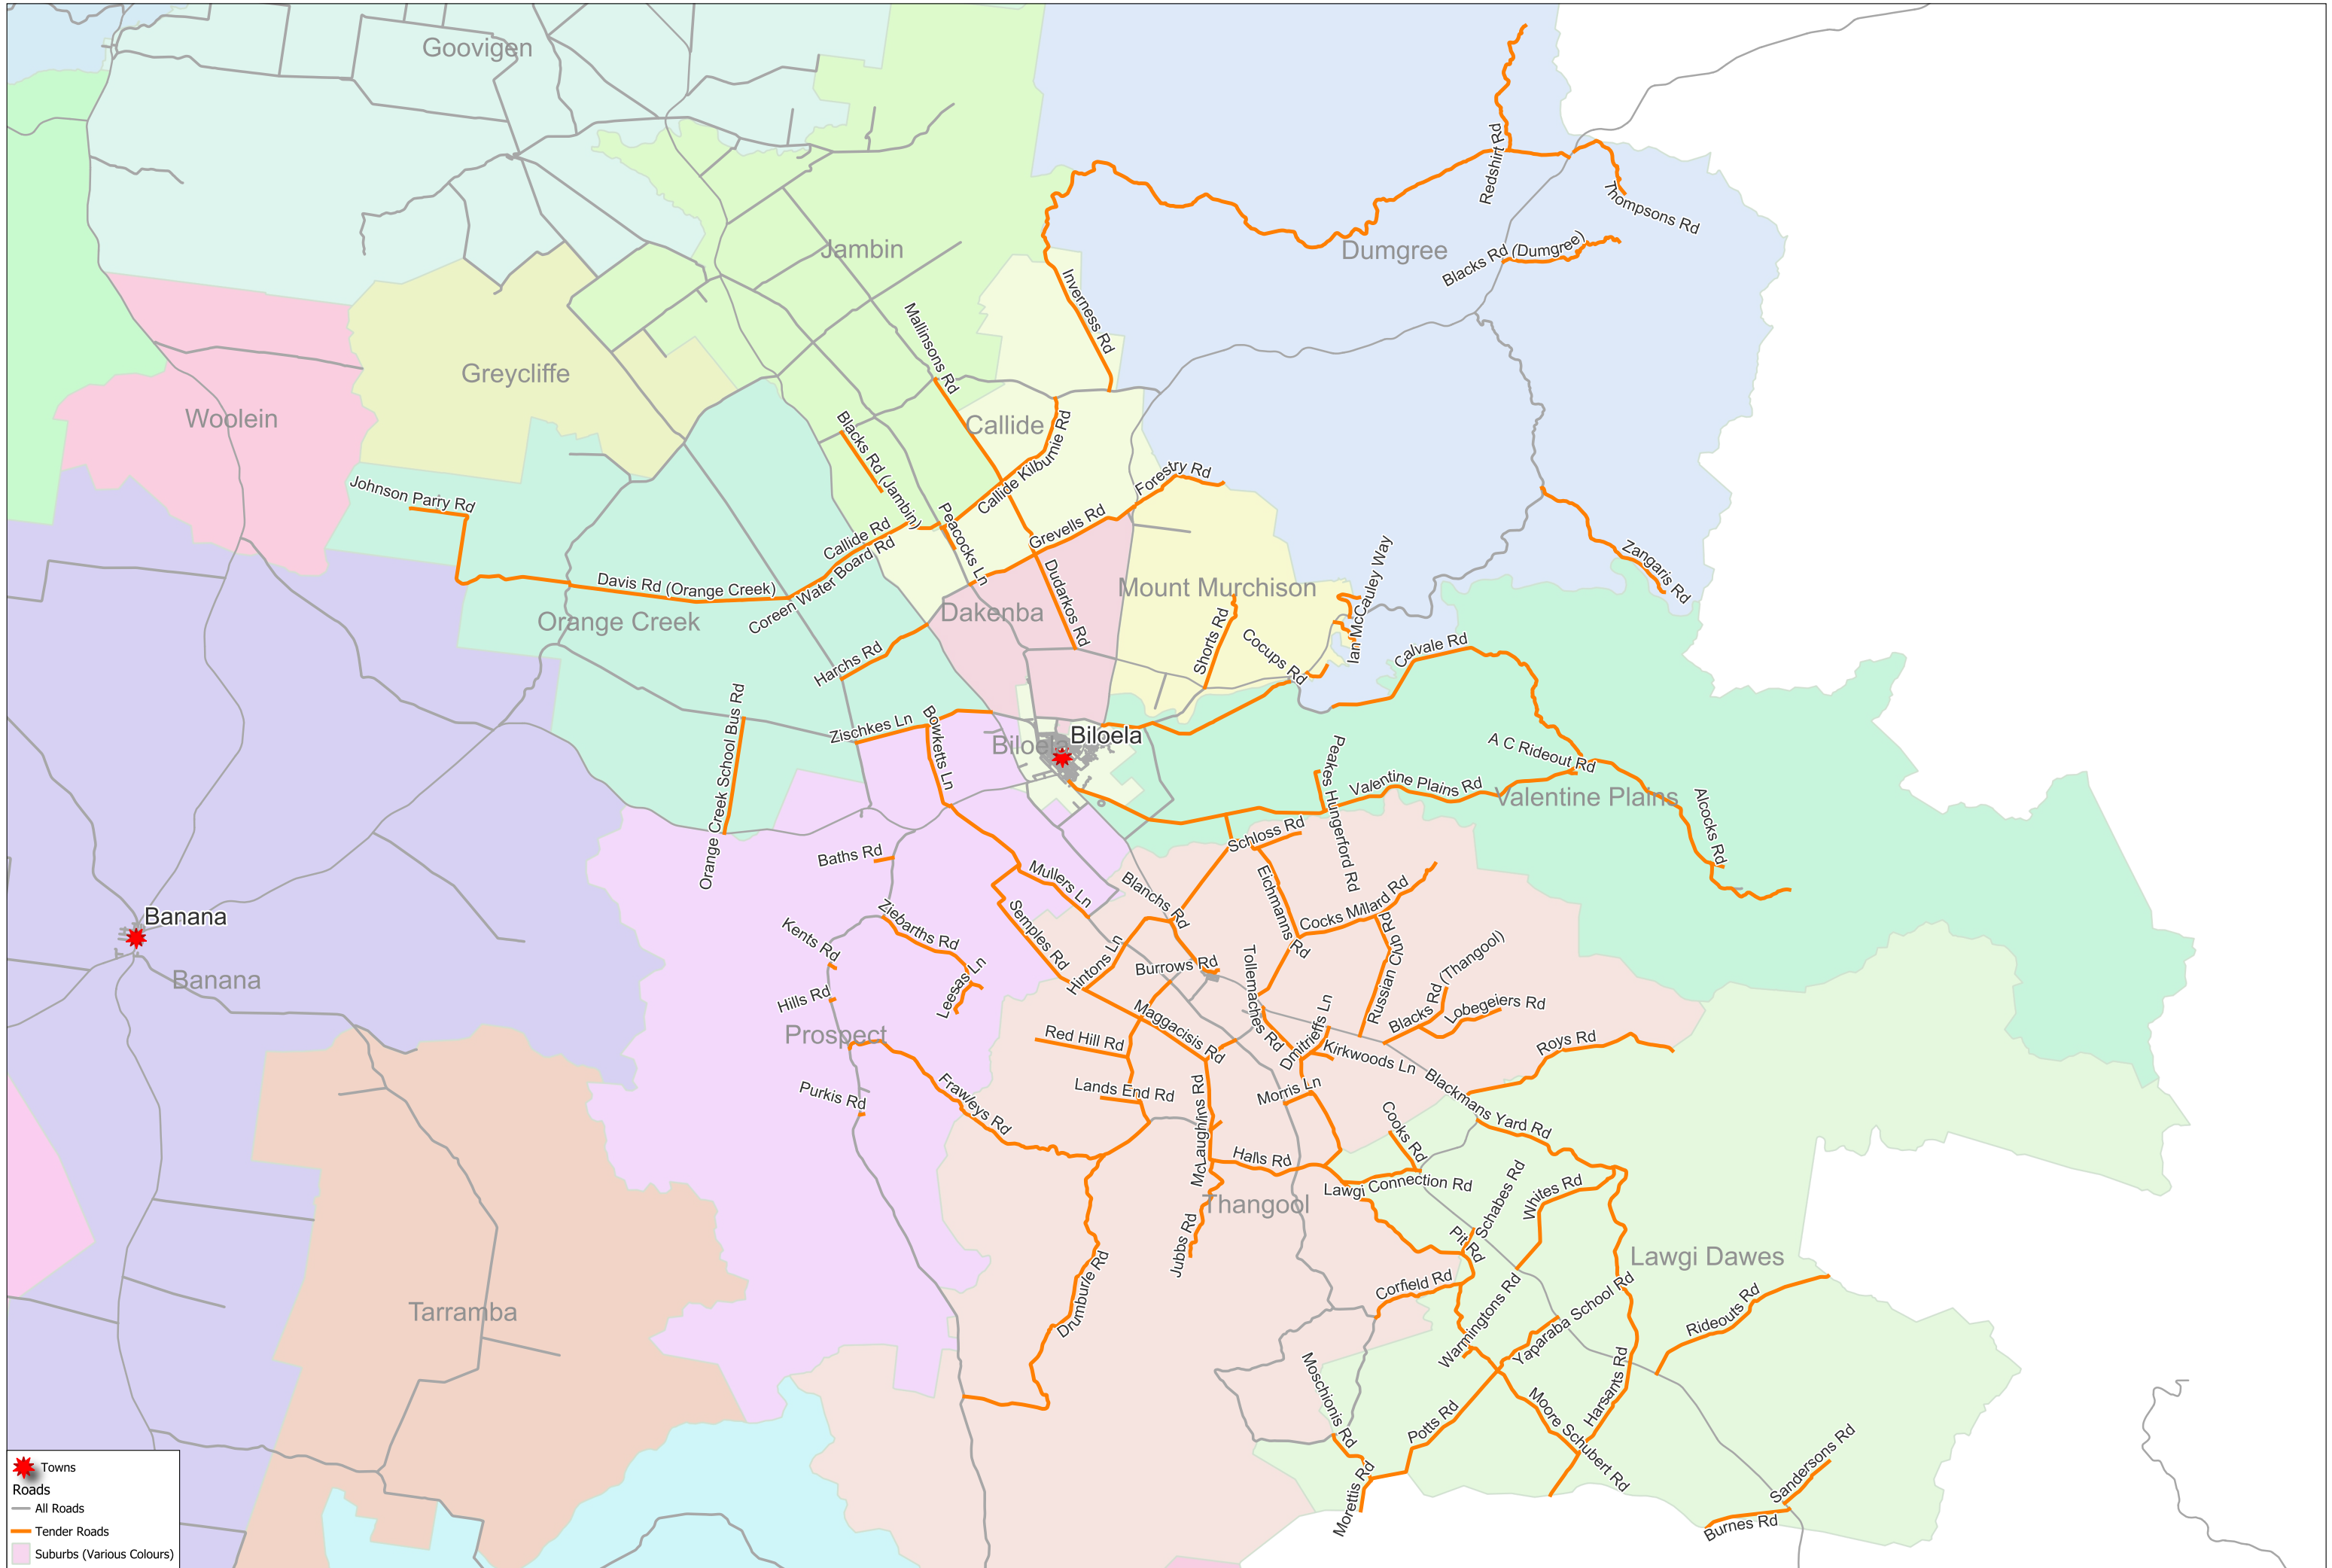 Goovigen
Redshirt Rd
Thompsons Rd
Jambin
Dumgree
Blacks Rd (Dumgree)
Inverness Rd
Mallinsons Rd
Greycliffe
Woolein
Callide
Blacks Rd (Jambin)
Callide Kilburnie Rd
Forestry Rd
Johnson Parry Rd
Peacocks Ln
Grevells Rd
Callide Rd
Coreen Water Board Rd
Davis Rd (Orange Creek)
Dudarkos Rd
Mount Murchison
Ian McCauley Way
Zangaris Rd
Orange Creek
Dakenba
Shorts Rd
Cocups Rd
Calvale Rd
Harchs Rd
Orange Creek School Bus Rd
Zischkes Ln
Bowketts Ln
Biloela
Biloela
Peakes Hungerford Rd
A C Rideout Rd
Valentine Plains Rd
Valentine Plains
Alcocks Rd
Schloss Rd
Baths Rd
Mullers Ln
Blanchs Rd
Eichmanns Rd
Cocks Millard Rd
Banana
Banana
Ziebarths Rd
Kents Rd
Semples Rd
Hintons Ln
Burrows Rd
Tollemaches Rd
Russian Club Rd
Blacks Rd (Thangool)
Leesas Ln
Hills Rd
Lobegeiers Rd
Prospect
Red Hill Rd
Maggacisis Rd
Dmitrieffs Ln
Kirkwoods Ln
Roys Rd
Purkis Rd
Frawleys Rd
Lands End Rd
McLaughlins Rd
Morris Ln
Blackmans Yard Rd
Cooks Rd
Halls Rd
Lawgi Connection Rd
Schabes Rd
Whites Rd
Thangool
Jubbs Rd
Pit Rd
Lawgi Dawes
Drumburle Rd
Corfield Rd
Warmingtons Rd
Yaparaba School Rd
Rideouts Rd
Tarramba
Moschionis Rd
Potts Rd
Harsants Rd
Moore Schubert Rd
Morettis Rd
Sandersons Rd
Burnes Rd
Towns
Roads
All Roads
Tender Roads
Suburbs (Various Colours)